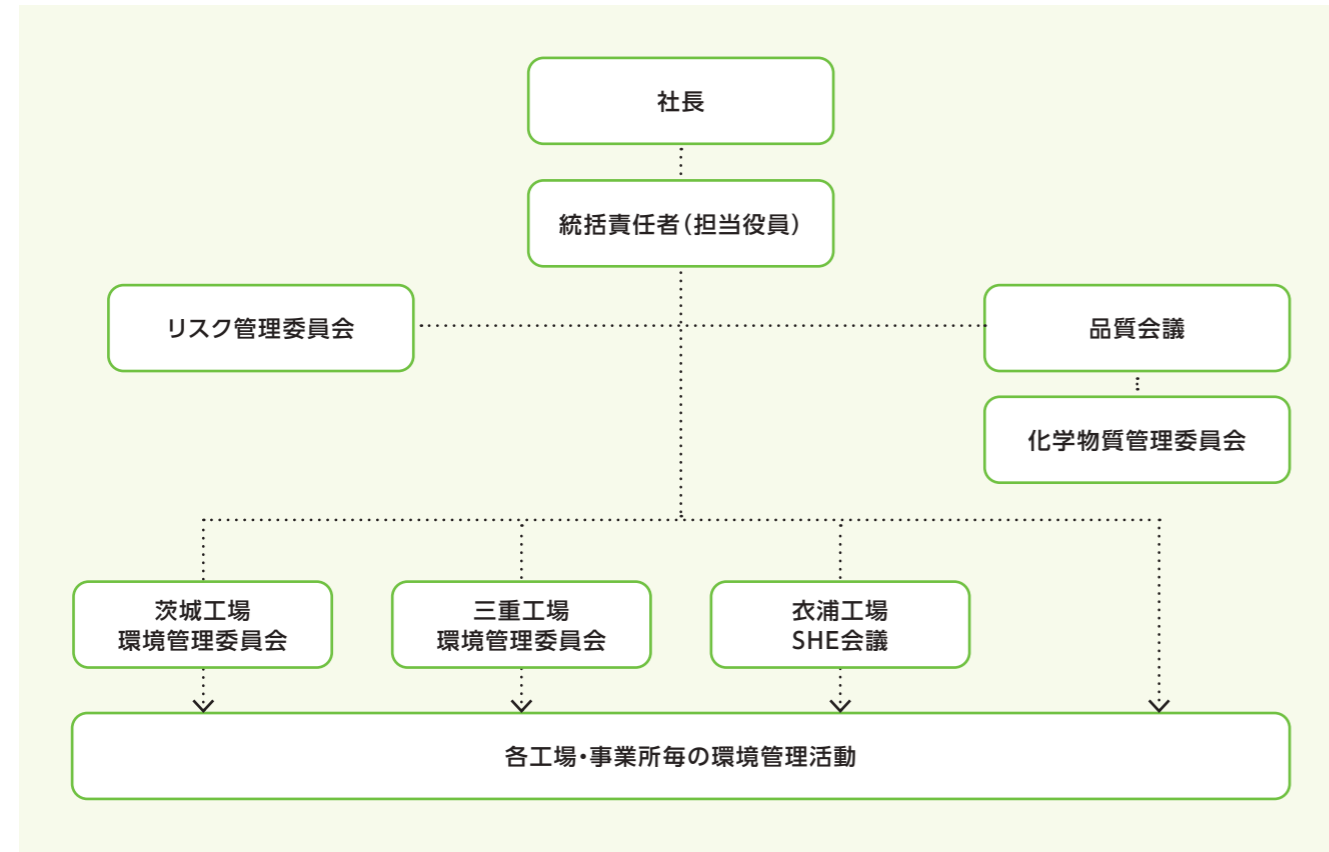 社長
統括責任者(担当役員)
リスク管理委員会
品質会議
化学物質管理委員会
茨城工場
環境管理委員会
三重工場
環境管理委員会
衣浦工場
SHE会議
各工場・事業所毎の環境管理活動